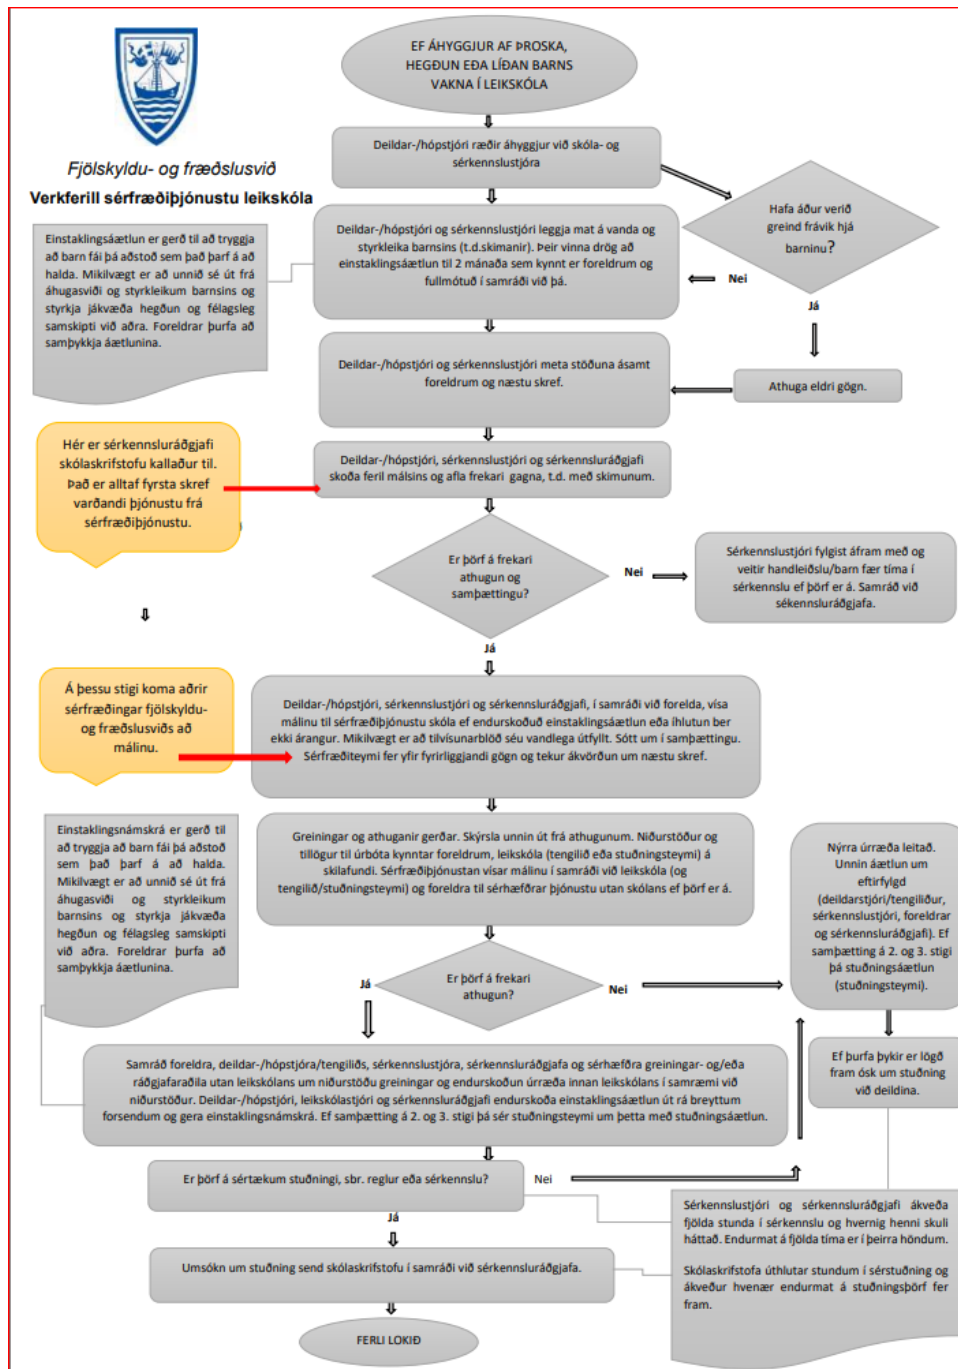 EF ÁHYGGJUR AF ÞROSKA,
HEGÐUN EÐA LÍÐAN BARNS
VAKNA Í LEIKSKÓLA
Fjölskyldu- og fræðslusvið
Verkferill sérfræðiþjónustu leikskóla
Deildar-/hópstjóri ræðir áhyggjur við skóla- og
sérkennslustjóra
Hafa áður verið
greind frávik hjá
barninu?
Nei
Já
Einstaklingsáætlun er gerð til að tryggja
að barn fái þá aðstoð sem það þarf á að
halda. Mikilvægt er að unnið sé út frá
áhugasviði og styrkleikum barnsins og
styrkja jákvæða hegðun og félagsleg
samskipti við aðra. Foreldrar þurfa að
samþykkja áætlunina.
Deildar-/hópstjóri og sérkennslustjóri leggja mat á vanda og
styrkleika barnsins (t.d.skimanir). Þeir vinna drög að
einstaklingsáætlun til 2 mánaða sem kynnt er foreldrum og
fullmótuð í samráði við þá.
Deildar-/hópstjóri og sérkennslustjóri meta stöðuna ásamt
foreldrum og næstu skref.
Athuga eldri gögn.
Hér er sérkennsluráðgjafi
skólaskrifstofu kallaður til.
Það er alltaf fyrsta skref
varðandi þjónustu frá
sérfræðiþjónustu.
Deildar-/hópstjóri, sérkennslustjóri og sérkennsluráðgjafi
skoða feril málsins og afla frekari gagna, t.d. með skimunum.
Er þörf á frekari
athugun og
samþættingu?
Nei
Já
Sérkennslustjóri fylgist áfram með og
veitir handleiðslu/barn fær tíma í
sérkennslu ef þörf er á. Samráð við
sékennsluráðgjafa.
Á þessu stigi koma aðrir
sérfræðingar fjölskyldu-
og fræðslusviðs að
málinu.
Deildar-/hópstjóri, sérkennslustjóri og sérkennsluráðgjafi, í samráði við forelda, vísa
málinu til sérfræðiþjónustu skóla ef endurskoðuð einstaklingsáætlun eða íhlutun ber
ekki árangur. Mikilvægt er að tilvísunarblöð séu vandlega útfyllt. Sótt um í samþættingu.
Sérfræðiteymi fer yfir fyrirliggjandi gögn og tekur ákvörðun um næstu skref.
Einstaklingsnámskrá er gerð til
að tryggja að barn fái þá aðstoð
sem það þarf á að halda.
Mikilvægt er að unnið sé út frá
áhugasviði og styrkleikum
barnsins og styrkja jákvæða
hegðun og félagsleg samskipti
við aðra. Foreldrar þurfa að
samþykkja áætlunina.
Greiningar og athuganir gerðar. Skýrsla unnin út frá athugunum. Niðurstöður og
tillögur til úrbóta kynntar foreldrum, leikskóla (tengilið eða stuðningsteymi) á
skilafundi. Sérfræðiþjónustan vísar málinu í samráði við leikskóla (og
tengilið/stuðningsteymi) og foreldra til sérhæfðrar þjónustu utan skólans ef þörf er á.
Nýrra úrræða leitað.
Unnin áætlun um
eftirfylgd
(deildarstjóri/tengiliður,
sérkennslustjóri, foreldrar
og sérkennsluráðgjafi). Ef
samþætting á 2. og 3. stigi
þá stuðningsáætlun
(stuðningsteymi).
Er þörf á frekari
athugun?
Já
Nei
Samráð foreldra, deildar-/hópstjóra/tengiliðs, sérkennslustjóra, sérkennsluráðgjafa og sérhæfðra greiningar- og/eða
ráðgjafaraðila utan leikskólans um niðurstöðu greiningar og endurskoðun úrræða innan leikskólans í samræmi við
niðurstöður. Deildar-/hópstjóri, leikskólastjóri og sérkennsluráðgjafi endurskoða einstaklingsáætlun út rá breyttum
forsendum og gera einstaklingsnámskrá. Ef samþætting á 2. og 3. stigi þá sér stuðningsteymi um þetta með stuðningsáætlun.
Ef þurfa þykir er lögð
fram ósk um stuðning
við deildina.
Er þörf á sértækum stuðningi, sbr. reglur eða sérkennslu?
Nei
Já
Sérkennslustjóri og sérkennsluráðgjafi ákveða
fjölda stunda í sérkennslu og hvernig henni skuli
háttað. Endurmat á fjölda tíma er í þeirra höndum.
Skólaskrifstofa úthlutar stundum í sérstuðning og
ákveður hvenær endurmat á stuðningsþörf fer
fram.
Umsókn um stuðning send skólaskrifstofu í samráði við sérkennsluráðgjafa.
FERLI LOKIÐ